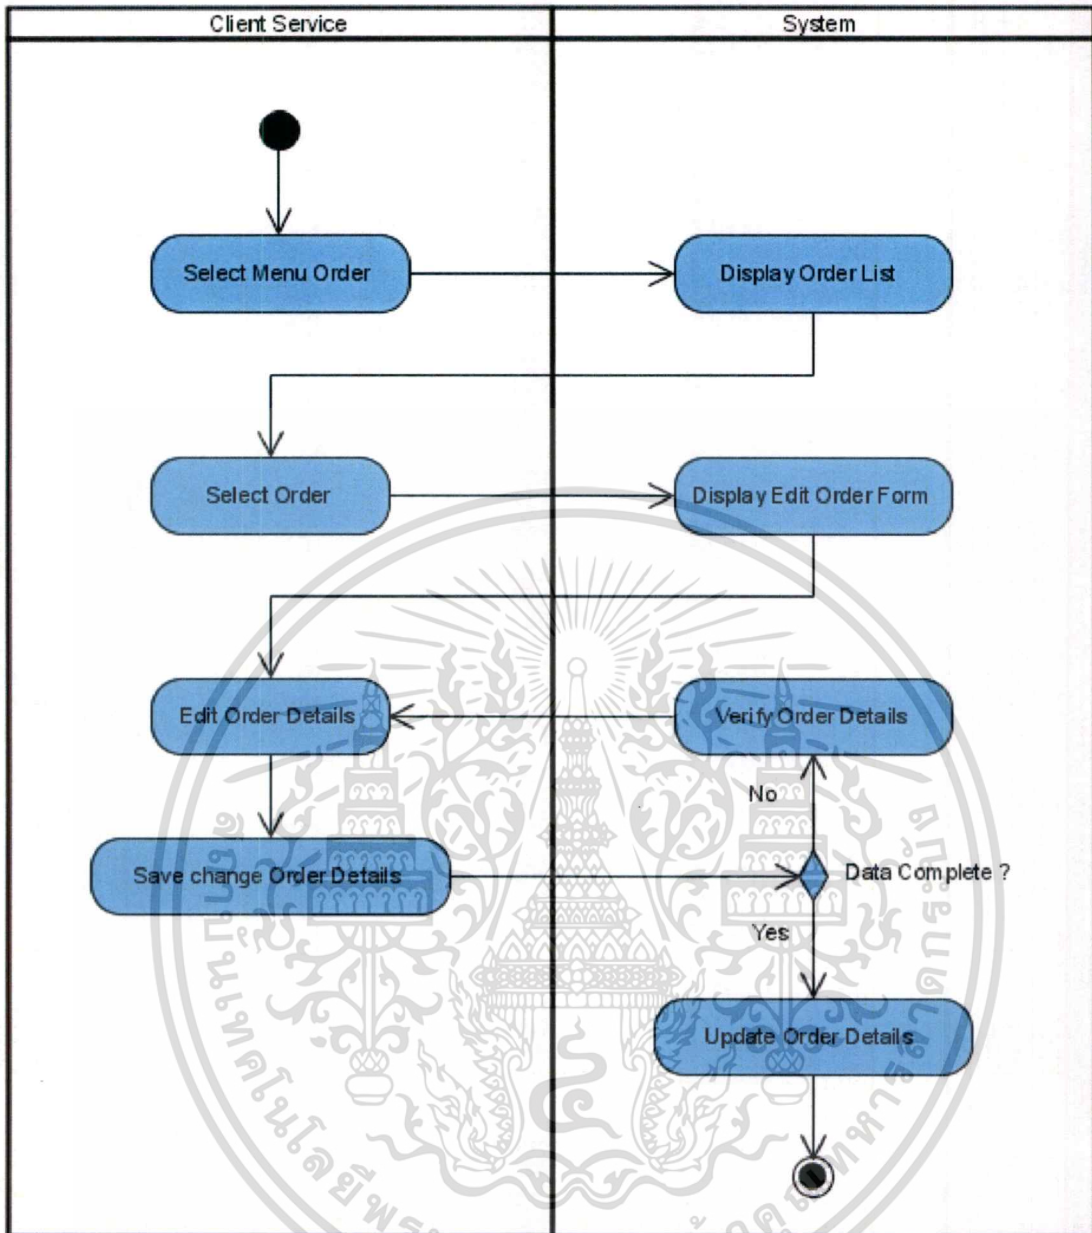 Client Service
System
Select Menu Order
Display Order List
Select Order
Display Edit Order Form
Edit Order Details
Verify Order Details
No
Save change Order Details
Data Complete ?
Yes
Update Order Details